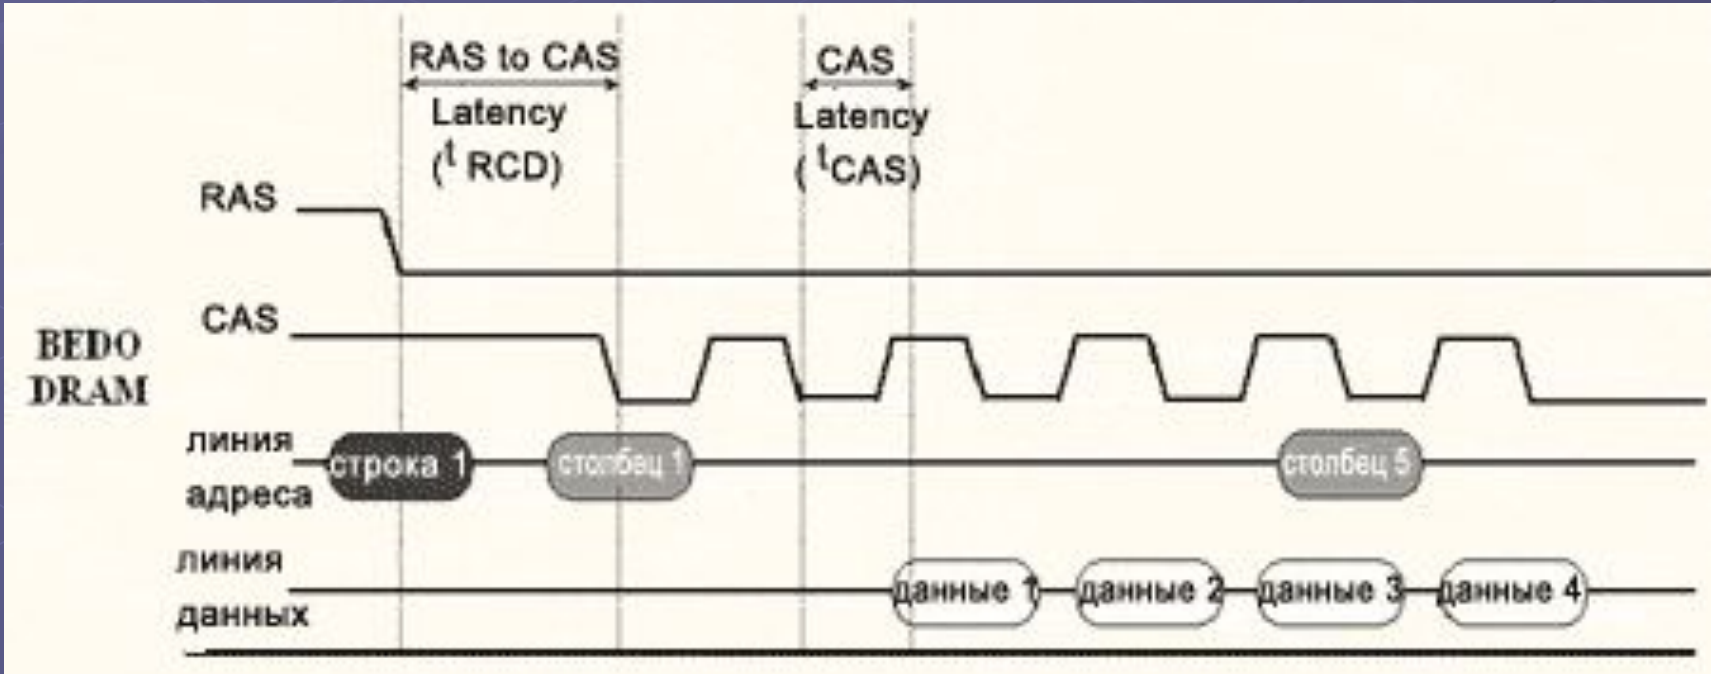 RAS to CAS
Latency
(t RCD)
CAS
Latency
(tCAS)
RAS
CAS
BEDO
DRAM
линия
адреса
строка 1
столбец 1
столбец 5
линия
данных
данные 1
данные 2
данные 3
данные 4